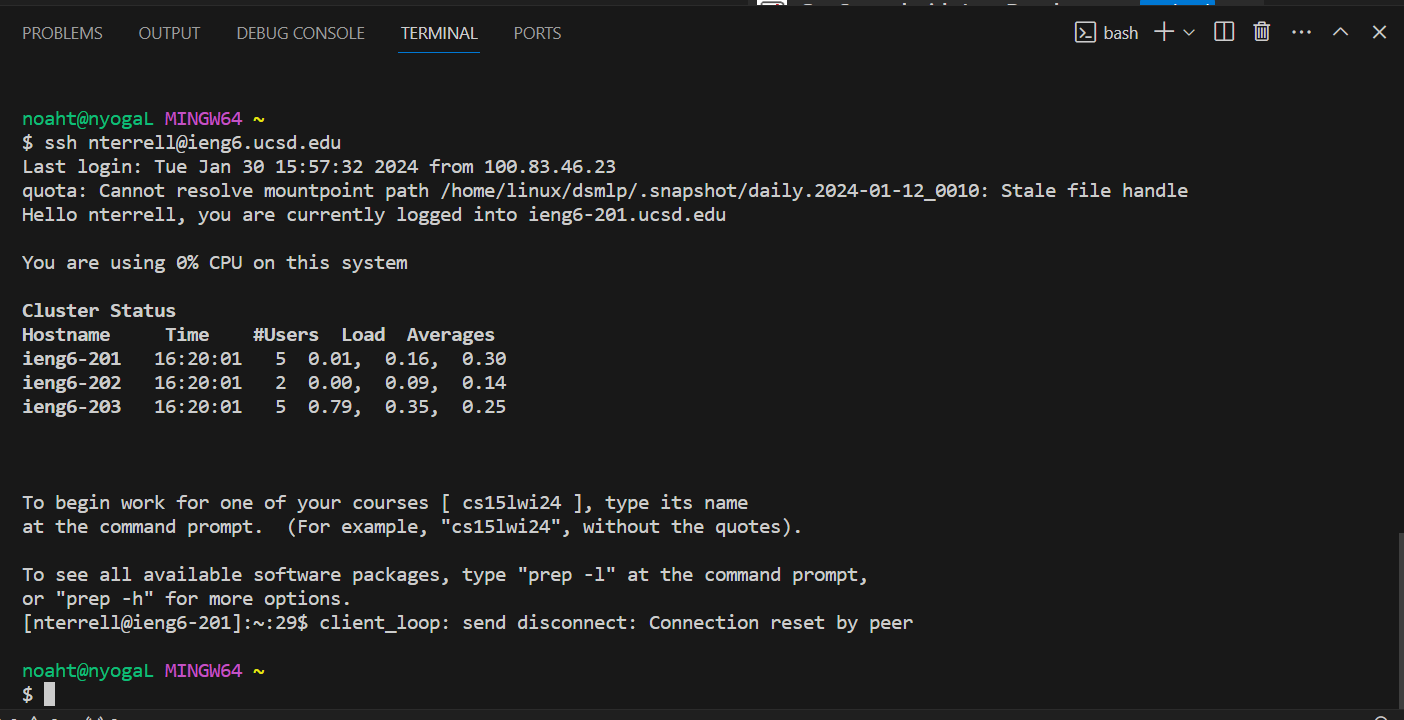 PROBLEMS OUTPUT DEBUG CONSOLE TERMINAL PORTS bash
noaht@nyogaL MINGW64 ~
$ ssh nterrell@ieng6.ucsd.edu
Last login: Tue Jan 30 15:57:32 2024 from 100.83.46.23
quota: Cannot resolve mountpoint path /home/linux/dsmlp/.snapshot/daily.2024-01-12_0010: Stale file handle
Hello nterrell, you are currently logged into ieng6-201.ucsd.edu
You are using 0% CPU on this system
Cluster Status
Hostname Time #Users Load Averages
ieng6-201 16:20:01 5 0.01, 0.16, 0.30
ieng6-202 16:20:01 2 0.00, 0.09, 0.14
ieng6-203 16:20:01 5 0.79, 0.35, 0.25
To begin work for one of your courses [ cs15lwi24 ], type its name
at the command prompt. (For example, "cs15lwi24", without the quotes).
To see all available software packages, type "prep -l" at the command prompt,
or "prep -h" for more options.
[nterrell@ieng6-201]:~:29$ client_loop: send disconnect: Connection reset by peer
noaht@nyogaL MINGW64 ~
$